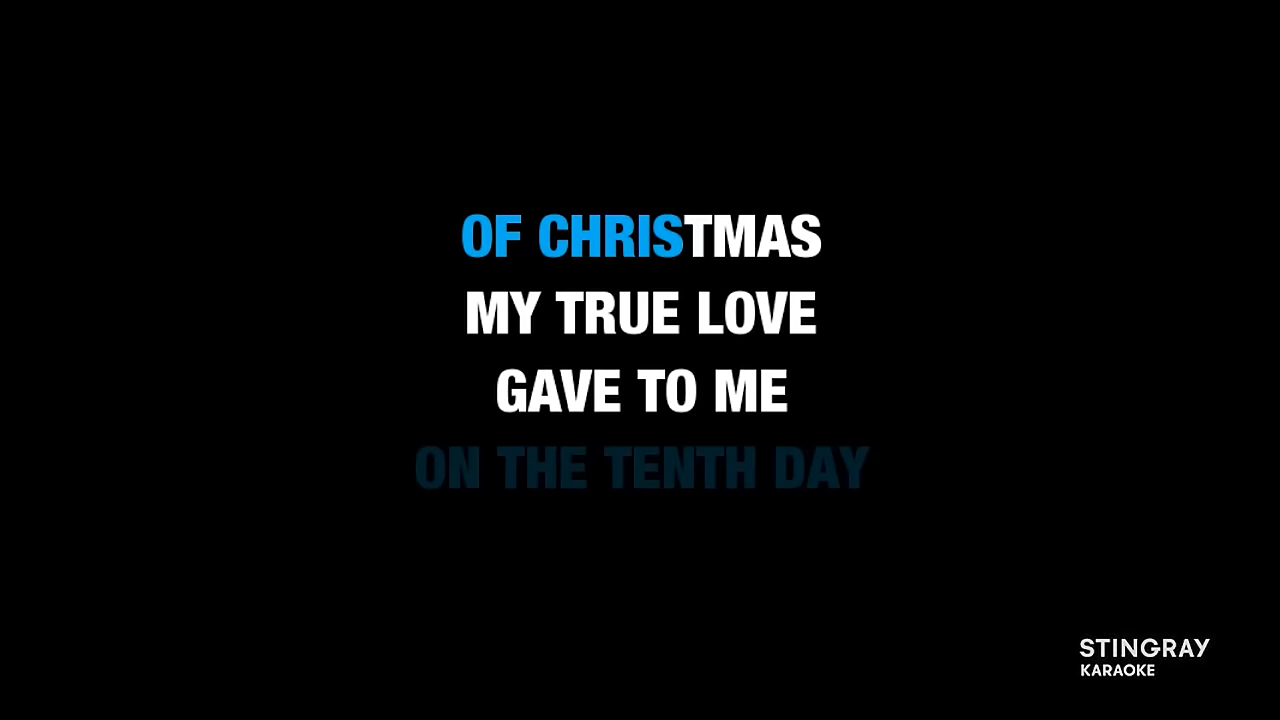 OF CHRISTMAS
MY TRUE LOVE
GAVE TO ME
ON THE TENTH DAY
STINGRAY
KARAOKE